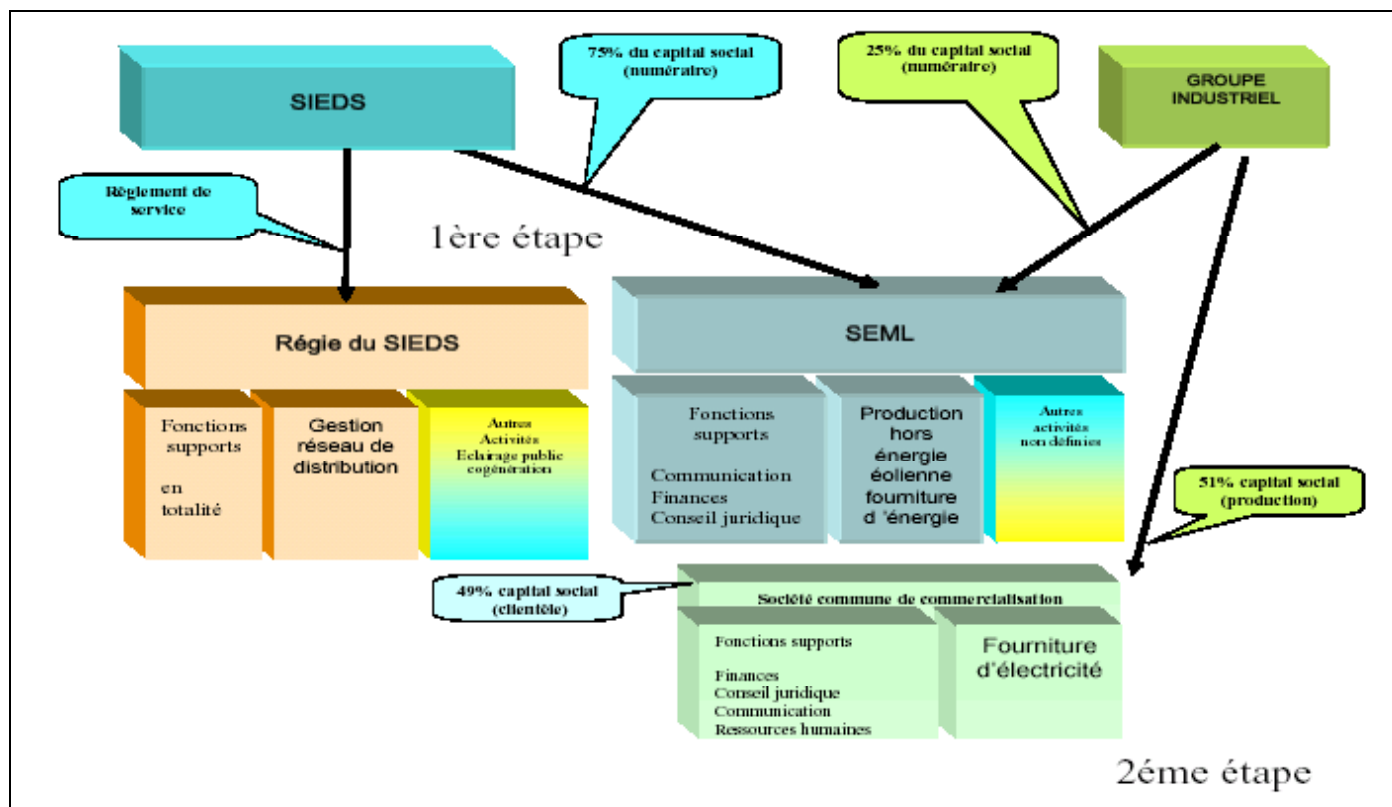 75% du capital social
(numéraire)
25% du capital social
(numéraire)
SIEDS
GROUPE
INDUSTRIEL
Règlement de
service
1ère étape
Régie du SIEDS
SEML
Fonctions
supports
en
totalité
Gestion
réseau de
distribution
Autres
Activités
Eclairage public
cogénération
Fonctions
supports
Communication
Finances
Conseil juridique
Production
hors
énergie
éolienne
fourniture
d 'énergie
Autres
activités
non définies
51% capital social
(production)
49% capital social
(clientèle)
Société commune de commercialisation
Fonctions supports
Finances
Conseil juridique
Communication
Ressources humaines
Fourniture
d'électricité
2éme étape